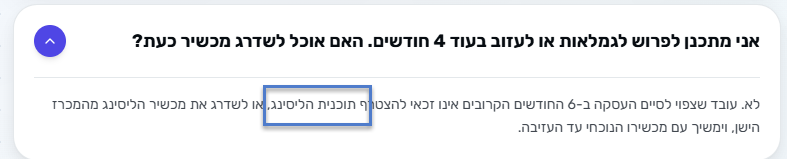 אני מתכנן לפרוש לגמלאות או לעזוב בעוד 4 חודשים. האם אוכל לשדרג מכשיר כעת?
לא. עובד שצפוי לסיים העסקה ב-6 החודשים הקרובים אינו זכאי להצטרף תוכנית הליסינג, או לשדרג את מכשיר הליסינג מהמכרז
הישן, וימשיך עם מכשירו הנוכחי עד העזיבה.